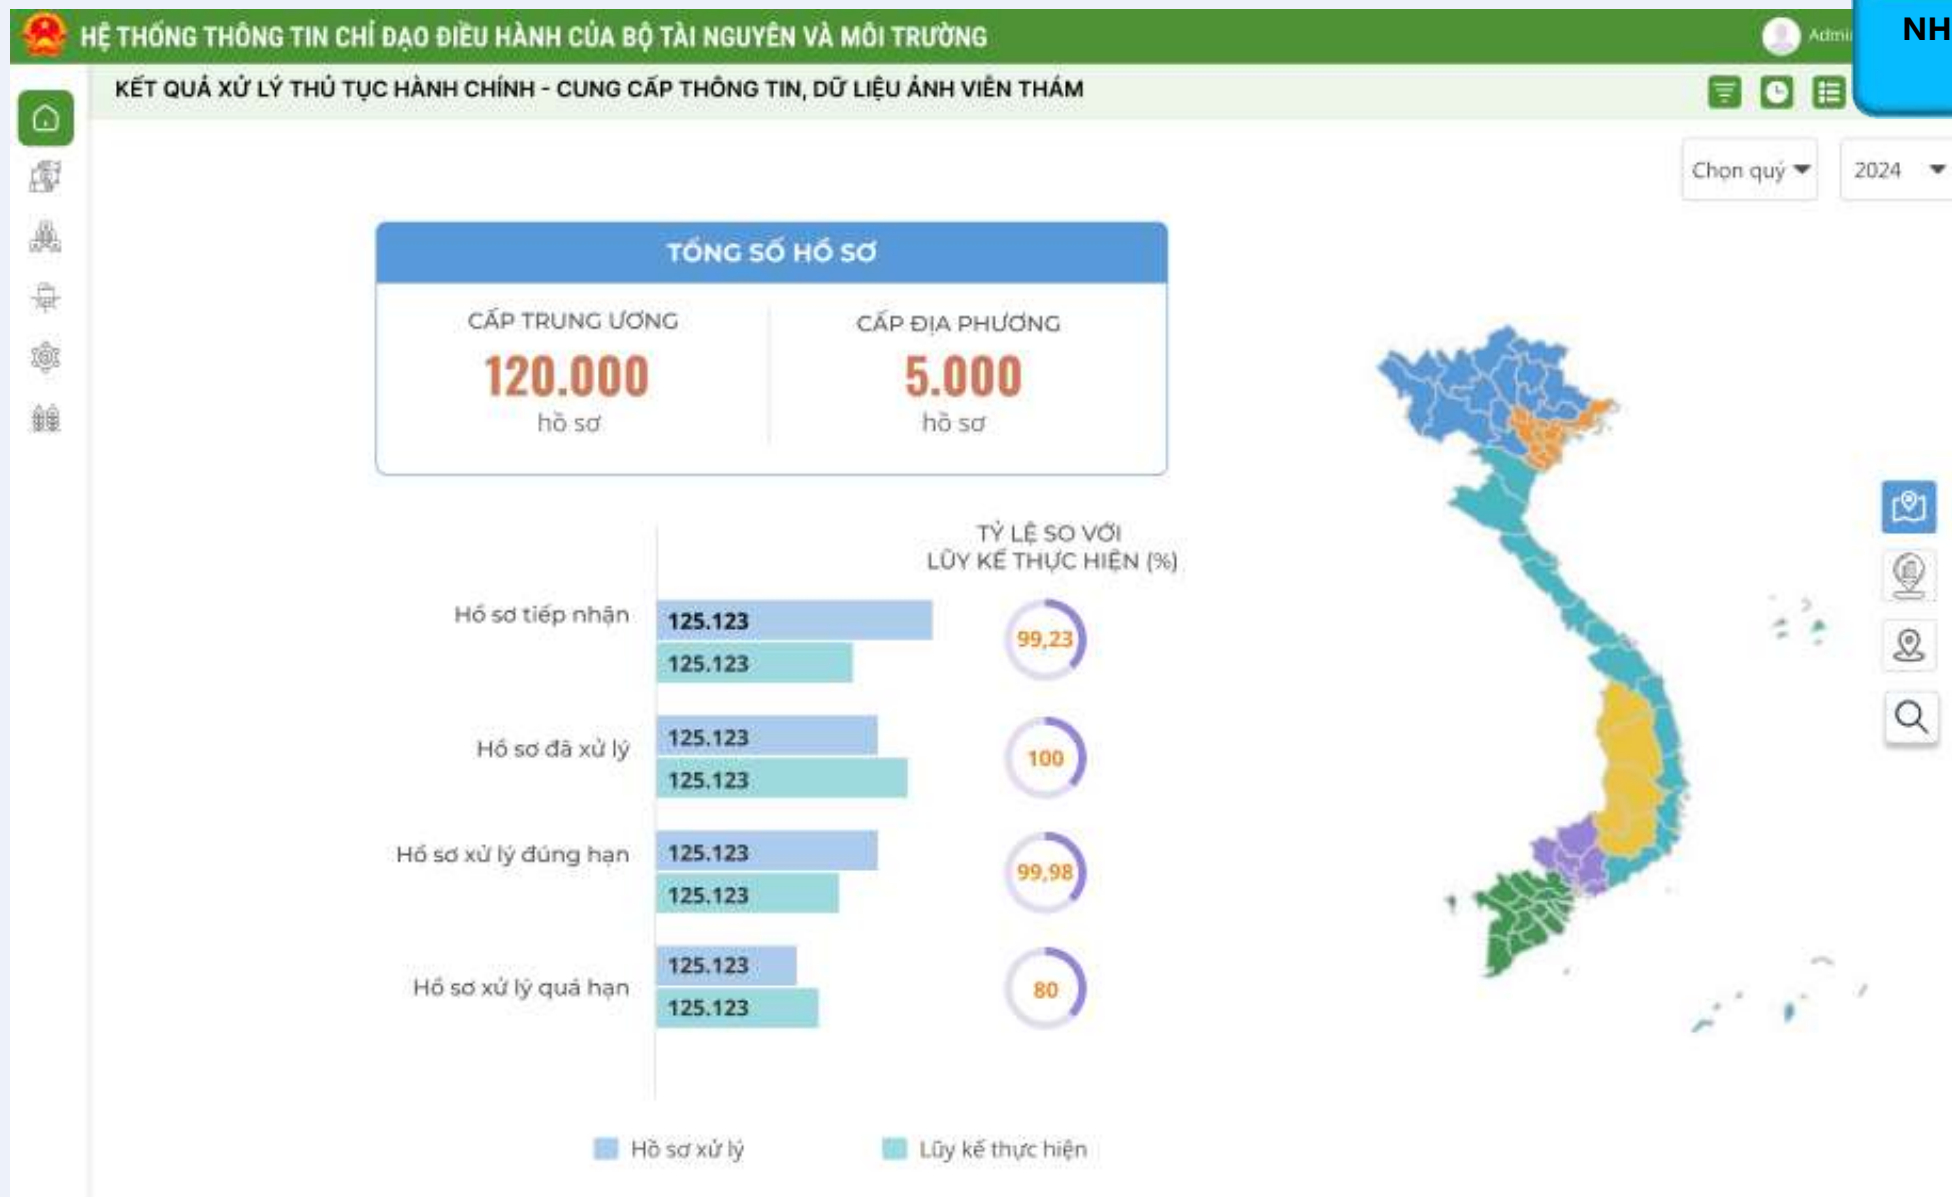 HỆ THỐNG THÔNG TIN CHỈ ĐẠO ĐIỀU HÀNH CỦA BỘ TÀI NGUYÊN VÀ MÔI TRƯỜNG
NH
KẾT QUẢ XỬ LÝ THỦ TỤC HÀNH CHÍNH - CUNG CẤP THÔNG TIN, DỮ LIỆU ẢNH VIỄN THÁM
Chọn quý
2024
TỔNG SỐ HỒ SƠ
CẤP TRUNG ƯƠNG
CẤP ĐỊA PHƯƠNG
120.000
5.000
hồ sơ
hồ sơ
TỶ LỆ SO VỚI
LŨY KẾ THỰC HIỆN (%)
Hồ sơ tiếp nhận
125.123
125.123
99,23
Hồ sơ đã xử lý
125.123
125.123
100
Hồ sơ xử lý đúng hạn
125.123
125.123
99,98
Hồ sơ xử lý quá hạn
125.123
125.123
80
Hồ sơ xử lý
Lũy kế thực hiện